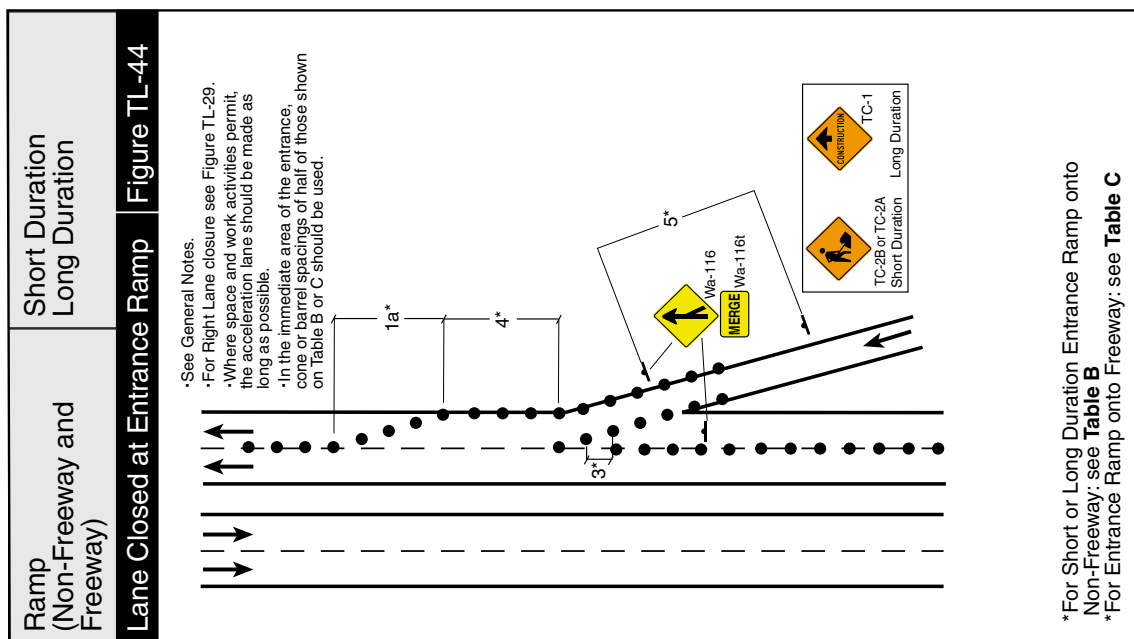 Ramp
(Non-Freeway and
Freeway)
Short Duration
Long Duration
Lane Closed at Entrance Ramp
Figure TL-44
·See General Notes.
·For Right Lane closure see Figure TL-29.
·Where space and work activities permit,
the acceleration lane should be made as
long as possible.
·In the immediate area of the entrance,
cone or barrel spacings of half of those shown
on Table B or C should be used.
1a*
4*
3*
5*
Wa-116
MERGE
Wa-116t
TC-2B or TC-2A
Short Duration
CONSTRUCTION
TC-1
Long Duration
*For Short or Long Duration Entrance Ramp onto
Non-Freeway: see Table B
*For Entrance Ramp onto Freeway: see Table C